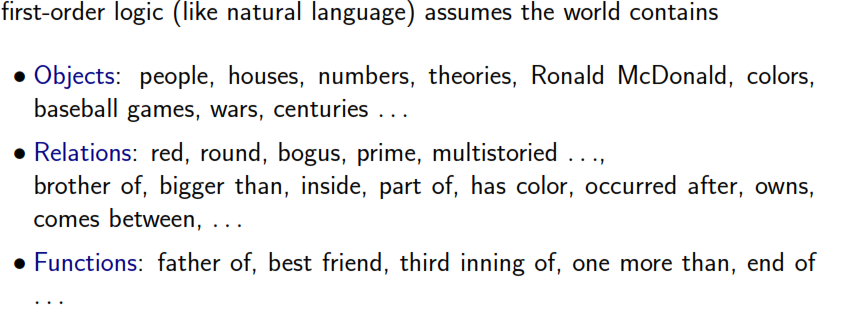 first-order logic (like natural language) assumes the world contains
• Objects: people, houses, numbers, theories, Ronald McDonald, colors,
baseball games, wars, centuries . . .
• Relations: red, round, bogus, prime, multistoried . . .,
brother of, bigger than, inside, part of, has color, occurred after, owns,
comes between, . . .
• Functions: father of, best friend, third inning of, one more than, end of
. . .